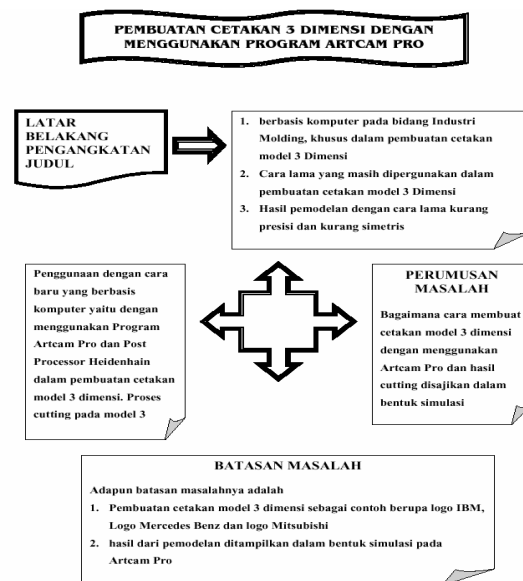 PEMBUATAN CETAKAN 3 DIMENSI DENGAN
MENGGUNAKAN PROGRAM ARTCAM PRO
LATAR
BELAKANG
PENGANGKATAN
JUDUL
1. berbasis komputer pada bidang Industri
Molding, khusus dalam pembuatan cetakan
model 3 Dimensi
2. Cara lama yang masih dipergunakan dalam
pembuatan cetakan model 3 Dimensi
3. Hasil pemodelan dengan cara lama kurang
presisi dan kurang simetris
Penggunaan dengan cara
baru yang berbasis
komputer yaitu dengan
menggunakan Program
Artcam Pro dan Post
Processor Heidenhain
dalam pembuatan cetakan
model 3 dimensi. Proses
cutting pada model 3
PERUMUSAN
MASALAH
Bagaimana cara membuat
cetakan model 3 dimensi
dengan menggunakan
Artcam Pro dan hasil
cutting disajikan dalam
bentuk simulasi
BATASAN MASALAH
Adapun batasan masalahnya adalah
1. Pembuatan cetakan model 3 dimensi sebagai contoh berupa logo IBM,
Logo Mercedes Benz dan logo Mitsubishi
2. hasil dari pemodelan ditampilkan dalam bentuk simulasi pada
Artcam Pro